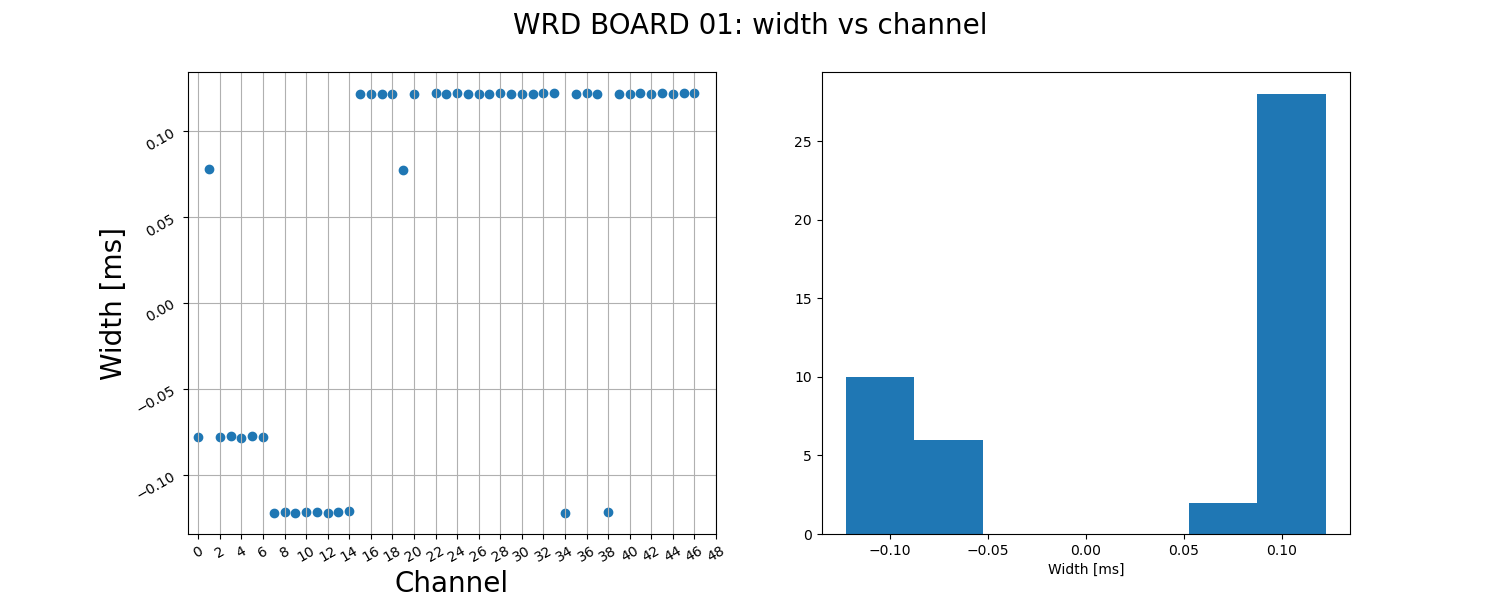 WRD BOARD 01: width vs channel
Width [ms]
0.10
0.05
0.00
−0.05
−0.10
0 2 4 6 8 10 12 14 16 18 20 22 24 26 28 30 32 34 36 38 40 42 44 46 48
Channel
25
20
15
10
5
0
−0.10 −0.05 0.00 0.05 0.10
Width [ms]